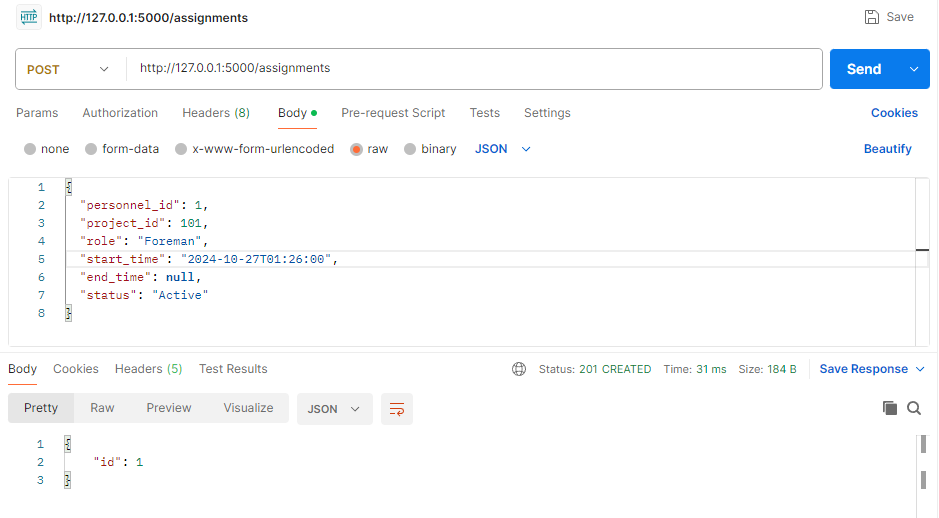 HTTP http://127.0.0.1:5000/assignments Save
POST http://127.0.0.1:5000/assignments Send
Params Authorization Headers (8) Body Pre-request Script Tests Settings Cookies
none form-data x-www-form-urlencoded raw binary JSON Beautify
1 {
2 "personnel_id": 1,
3 "project_id": 101,
4 "role": "Foreman",
5 "start_time": "2024-10-27T01:26:00",
6 "end_time": null,
7 "status": "Active"
8 }
Body Cookies Headers (5) Test Results Status: 201 CREATED Time: 31 ms Size: 184 B Save Response
Pretty Raw Preview Visualize JSON
1 {
2 "id": 1
3 }